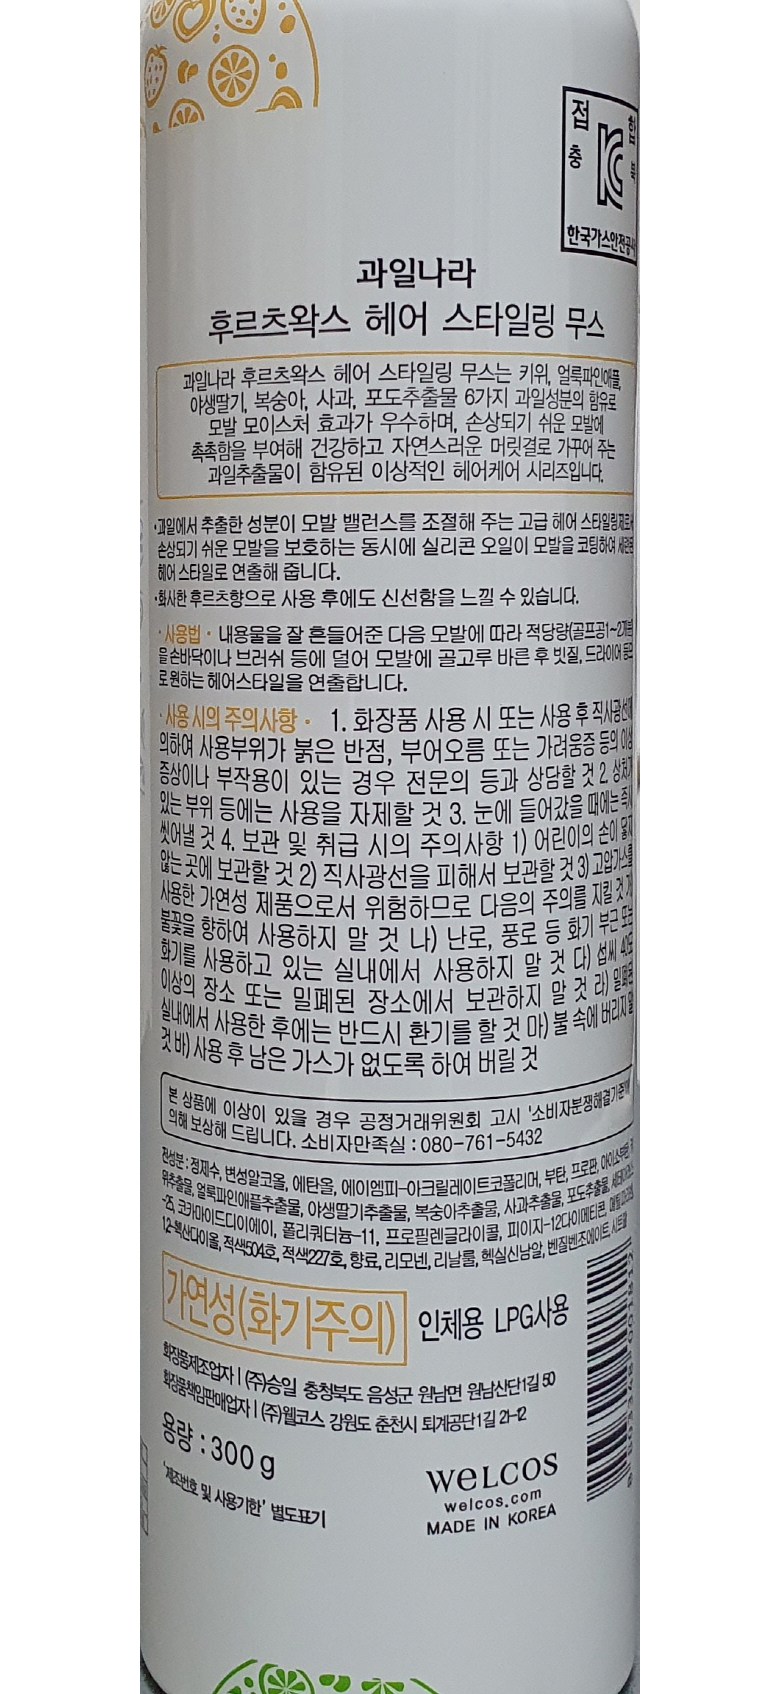 접 합
충
KC
한국가스안전공사
과일나라
후르츠왁스 헤어 스타일링 무스
과일나라 후르츠왁스 헤어 스타일링 무스는 키위, 얼룩파인애플,
야생딸기, 복숭아, 사과, 포도추출물 6가지 과일성분의 함유로
모발 모이스처 효과가 우수하며, 손상되기 쉬운 모발에
촉촉함을 부여해 건강하고 자연스러운 머릿결로 가꾸어 주는
과일추출물이 함유된 이상적인 헤어케어 시리즈입니다.
·과일에서 추출한 성분이 모발 밸런스를 조절해 주는 고급 헤어 스타일링제로서
손상되기 쉬운 모발을 보호하는 동시에 실리콘 오일이 모발을 코팅하여 세련된
헤어 스타일로 연출해 줍니다.
·화사한 후르츠향으로 사용 후에도 신선함을 느낄 수 있습니다.
·사용법· 내용물을 잘 흔들어준 다음 모발에 따라 적당량(골프공1~2개분)
을 손바닥이나 브러쉬 등에 덜어 모발에 골고루 바른 후 빗질, 드라이어 등으
로 원하는 헤어스타일을 연출합니다.
·사용 시의 주의사항· 1. 화장품 사용 시 또는 사용 후 직사광선에
의하여 사용부위가 붉은 반점, 부어오름 또는 가려움증 등의 이상
증상이나 부작용이 있는 경우 전문의 등과 상담할 것 2. 상처가
있는 부위 등에는 사용을 자제할 것 3. 눈에 들어갔을 때에는 즉시
씻어낼 것 4. 보관 및 취급 시의 주의사항 1) 어린이의 손이 닿지
않는 곳에 보관할 것 2) 직사광선을 피해서 보관할 것 3) 고압가스를
사용한 가연성 제품으로서 위험하므로 다음의 주의를 지킬 것 가)
불꽃을 향하여 사용하지 말 것 나) 난로, 풍로 등 화기 부근 또는
화기를 사용하고 있는 실내에서 사용하지 말 것 다) 섭씨 40도
이상의 장소 또는 밀폐된 장소에서 보관하지 말 것 라) 밀폐된
실내에서 사용한 후에는 반드시 환기를 할 것 마) 불 속에 버리지 말
것 바) 사용 후 남은 가스가 없도록 하여 버릴 것
본 상품에 이상이 있을 경우 공정거래위원회 고시 '소비자분쟁해결기준'에
의해 보상해 드립니다. 소비자만족실 : 080-761-5432
전성분 : 정제수, 변성알코올, 에탄올, 에이엠피-아크릴레이트코폴리머, 부탄, 프로판, 아이소부탄, 키
위추출물, 얼룩파인애플추출물, 야생딸기추출물, 복숭아추출물, 사과추출물, 포도추출물,
-25, 코카마이드디이에이, 폴리쿼터늄-11, 프로필렌글라이콜, 피이지-12다이메티콘,
1,2-헥산다이올, 적색504호, 적색227호, 향료, 리모넨, 리날룰, 헥실신남알, 벤질벤조에이트, 시트랄
가연성(화기주의) 인체용 LPG사용
화장품제조업자 | (주)승일 충청북도 음성군 원남면 원남산단1길 50
화장품책임판매업자 | (주)웰코스 강원도 춘천시 퇴계공단1길 21-12
용량 : 300 g
'제조번호 및 사용기한' 별도표기
WeLCOS
welcos.com
MADE IN KOREA